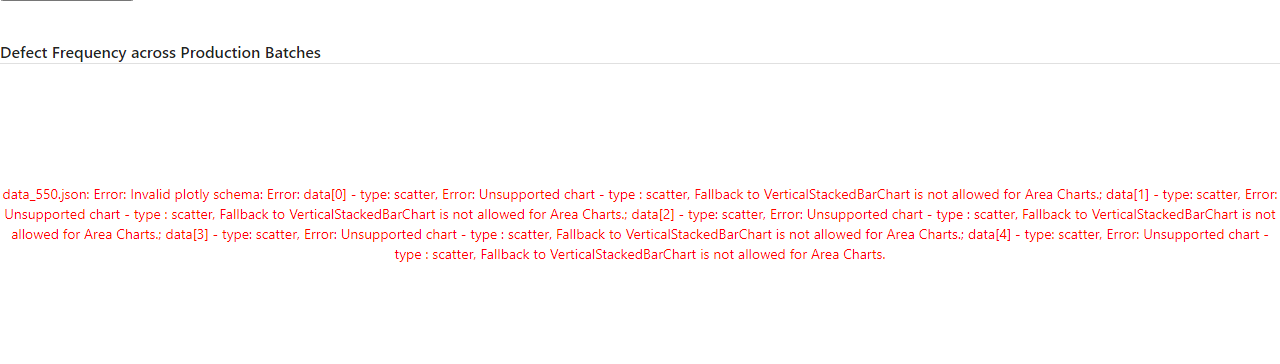 Defect Frequency across Production Batches
data_550.json: Error: Invalid plotly schema: Error: data[0] - type: scatter, Error: Unsupported chart - type : scatter, Fallback to VerticalStackedBarChart is not allowed for Area Charts.; data[1] - type: scatter, Error:
Unsupported chart - type : scatter, Fallback to VerticalStackedBarChart is not allowed for Area Charts.; data[2] - type: scatter, Error: Unsupported chart - type : scatter, Fallback to VerticalStackedBarChart is not
allowed for Area Charts.; data[3] - type: scatter, Error: Unsupported chart - type : scatter, Fallback to VerticalStackedBarChart is not allowed for Area Charts.; data[4] - type: scatter, Error: Unsupported chart -
type : scatter, Fallback to VerticalStackedBarChart is not allowed for Area Charts.